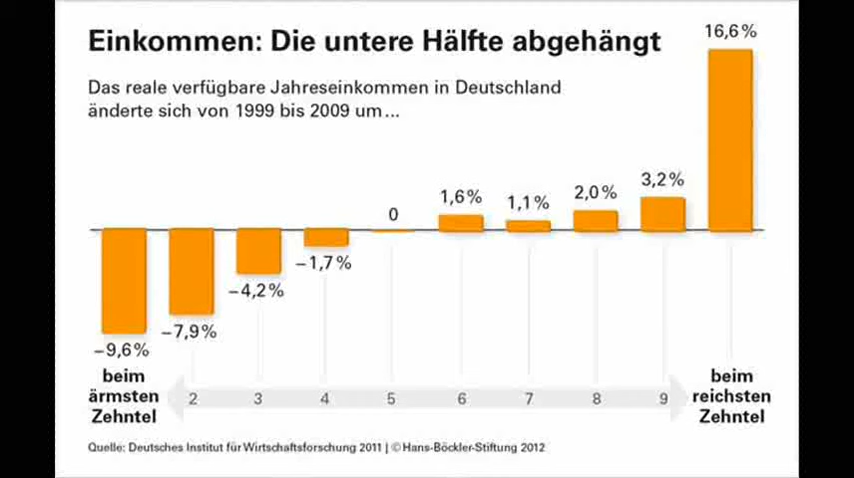 Einkommen: Die untere Hälfte abgehängt
Das reale verfügbare Jahreseinkommen in Deutschland
änderte sich von 1999 bis 2009 um...
16,6%
3,2%
2,0%
1,1%
1,6%
0
–1,7%
–4,2%
–7,9%
–9,6%
beim
ärmsten
Zehntel
2 3 4 5 6 7 8 9
beim
reichsten
Zehntel
Quelle: Deutsches Institut für Wirtschaftsforschung 2011 | © Hans-Böckler-Stiftung 2012